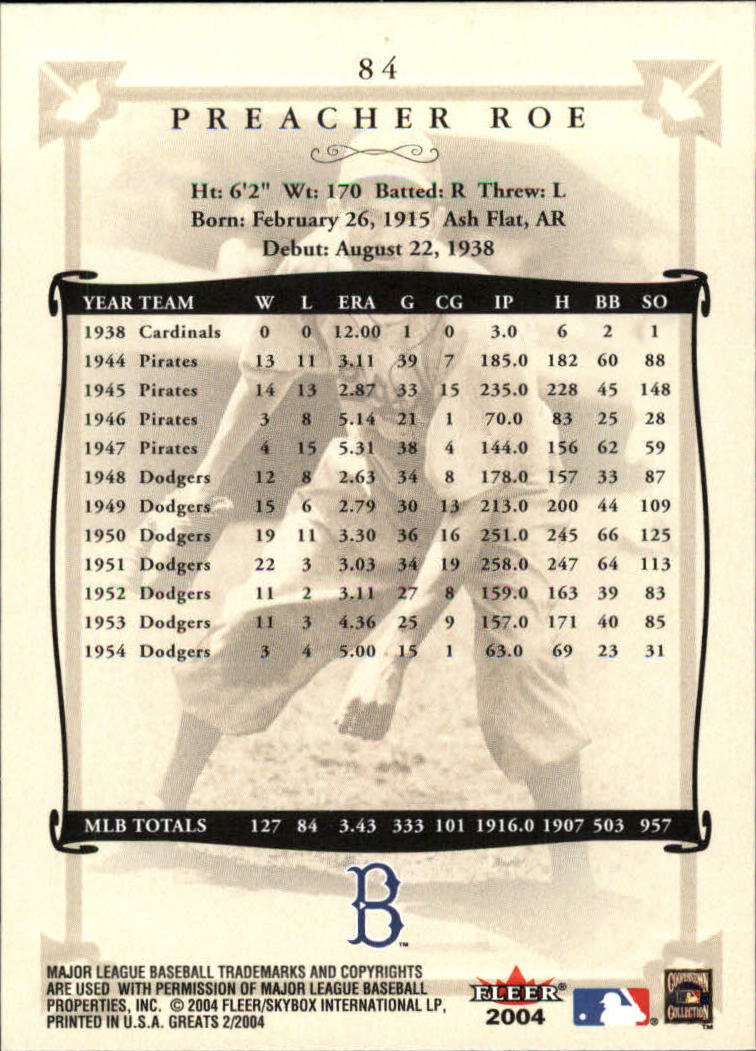 84
PREACHER ROE
Ht: 6'2" Wt: 170 Batted: R Threw: L
Born: February 26, 1915 Ash Flat, AR
Debut: August 22, 1938
YEAR TEAM W L ERA G CG IP H BB SO
1938 Cardinals 0 0 12.00 1 0 3.0 6 2 1
1944 Pirates 13 11 3.11 39 7 185.0 182 60 88
1945 Pirates 14 13 2.87 33 15 235.0 228 45 148
1946 Pirates 3 8 5.14 21 1 70.0 83 25 28
1947 Pirates 4 15 5.31 38 4 144.0 156 62 59
1948 Dodgers 12 8 2.63 34 8 178.0 157 33 87
1949 Dodgers 15 6 2.79 30 13 213.0 200 44 109
1950 Dodgers 19 11 3.30 36 16 251.0 245 66 125
1951 Dodgers 22 3 3.03 34 19 258.0 247 64 113
1952 Dodgers 11 2 3.11 27 8 159.0 163 39 83
1953 Dodgers 11 3 4.36 25 9 157.0 171 40 85
1954 Dodgers 3 4 5.00 15 1 63.0 69 23 31
MLB TOTALS 127 84 3.43 333 101 1916.0 1907 503 957
B™
MAJOR LEAGUE BASEBALL TRADEMARKS AND COPYRIGHTS
ARE USED WITH PERMISSION OF MAJOR LEAGUE BASEBALL
PROPERTIES, INC. © 2004 FLEER/SKYBOX INTERNATIONAL LP,
PRINTED IN U.S.A. GREATS 2/2004
FLEER®
2004
®
COOPERSTOWN
COLLECTION
™